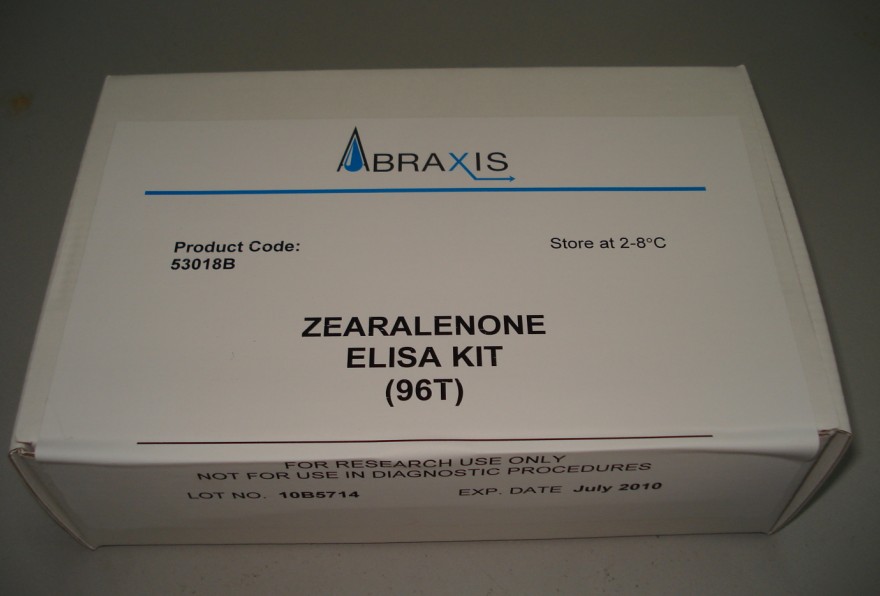 ABRAXIS
Product Code:
53018B
Store at 2-8°C
ZEARALENONE
ELISA KIT
(96T)
FOR RESEARCH USE ONLY
NOT FOR USE IN DIAGNOSTIC PROCEDURES
LOT NO. 10B5714
EXP. DATE July 2010